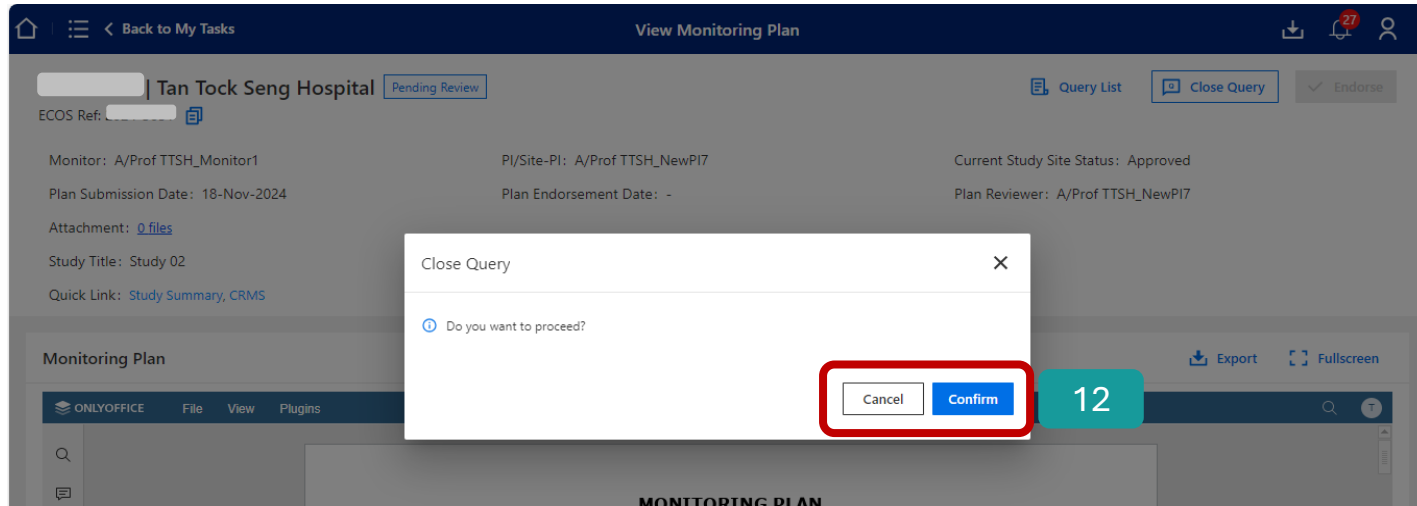 Back to My Tasks
View Monitoring Plan
27
| Tan Tock Seng Hospital Pending Review
Query List
Close Query
Endorse
ECOS Ref:
Monitor: A/Prof TTSH_Monitor1
PI/Site-PI: A/Prof TTSH_NewPI7
Current Study Site Status: Approved
Plan Submission Date: 18-Nov-2024
Plan Endorsement Date: -
Plan Reviewer: A/Prof TTSH_NewPI7
Attachment: 0 files
Study Title: Study 02
Quick Link: Study Summary, CRMS
Close Query
Do you want to proceed?
Cancel
Confirm
12
Monitoring Plan
Export
Fullscreen
ONLYOFFICE File View Plugins
T
MONITORING PLAN